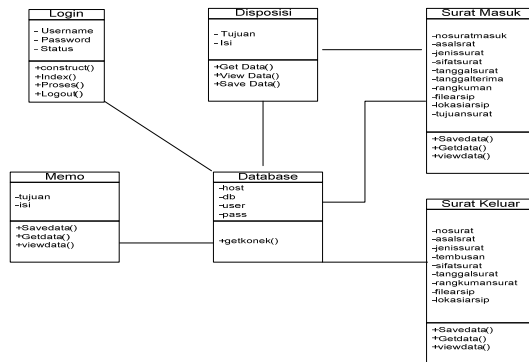 Login
- Username
- Password
- Status
+construct()
+Index()
+Proses()
+Logout()
Disposisi
- Tujuan
- Isi
+Get Data()
+View Data()
+Save Data()
Surat Masuk
-nosuratmasuk
-asalsrat
-jenissurat
-sifatsurat
-tanggalsurat
-tanggalterima
-rangkuman
-filearsip
-lokasiarsip
-tujuansurat
+Savedata()
+Getdata()
+viewdata()
Memo
-tujuan
-isi
+Savedata()
+Getdata()
+viewdata()
Database
-host
-db
-user
-pass
+getkonek()
Surat Keluar
-nosurat
-asalsrat
-jenissurat
-tembusan
-sifatsurat
-tanggalsurat
-rangkumansurat
-filearsip
-lokasiarsip
+Savedata()
+Getdata()
+viewdata()